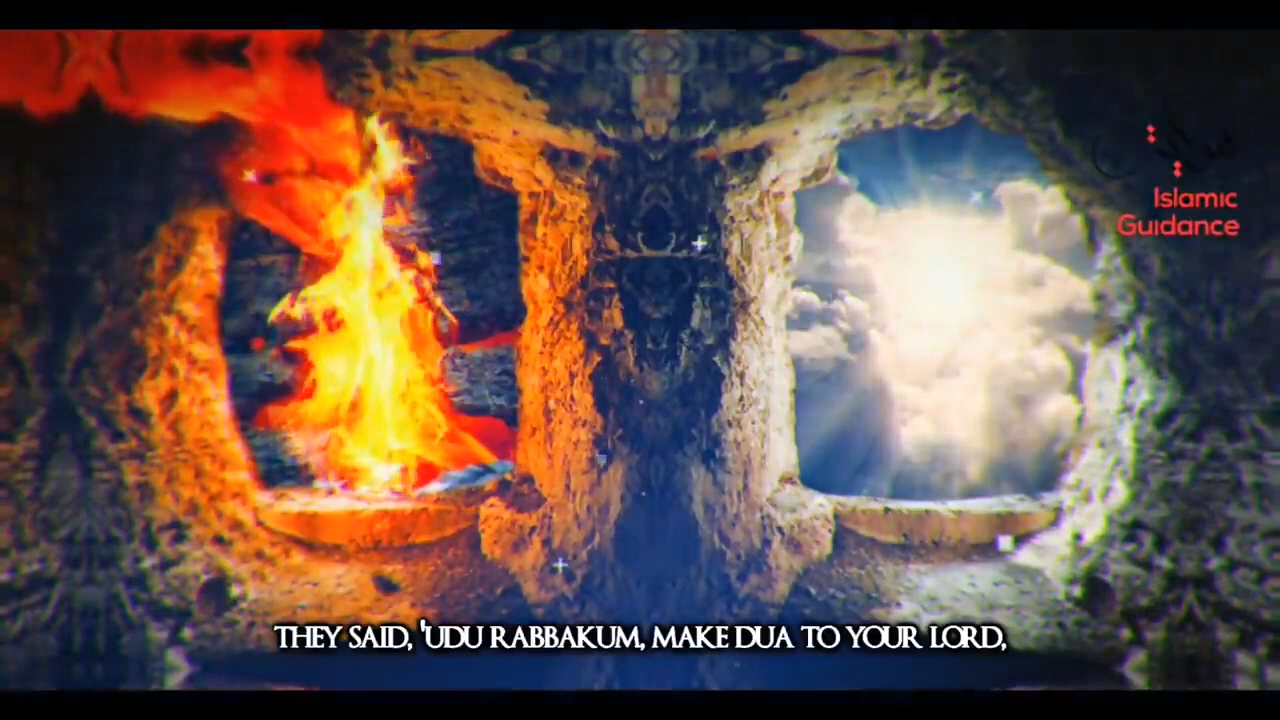 Islamic
Guidance
THEY SAID, 'UDU RABBAKUM, MAKE DUA TO YOUR LORD,